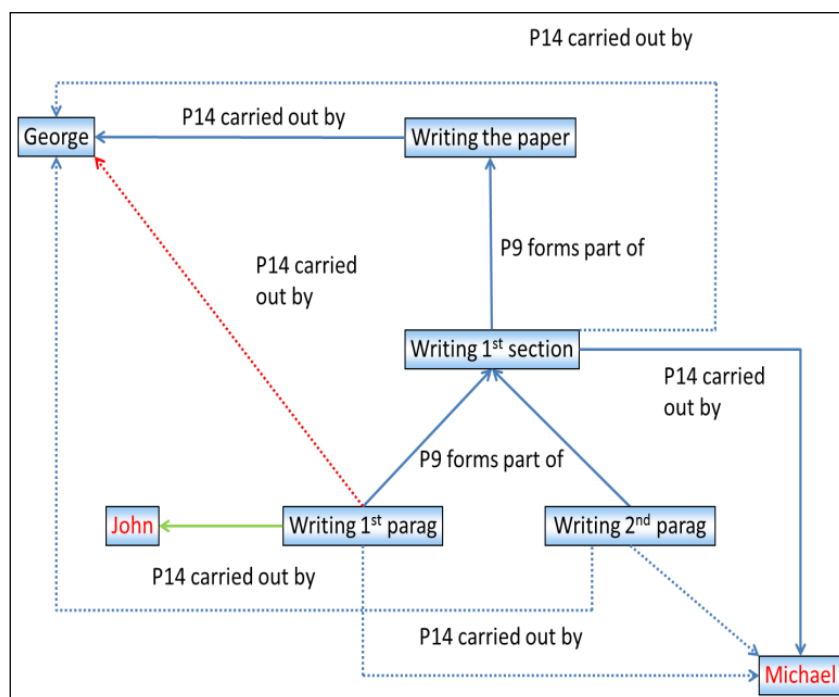 P14 carried out by
P14 carried out by
George
Writing the paper
P9 forms part of
P14 carried
out by
Writing 1st section
P14 carried
out by
P9 forms part of
John
Writing 1st parag
Writing 2nd parag
P14 carried out by
P14 carried out by
Michael